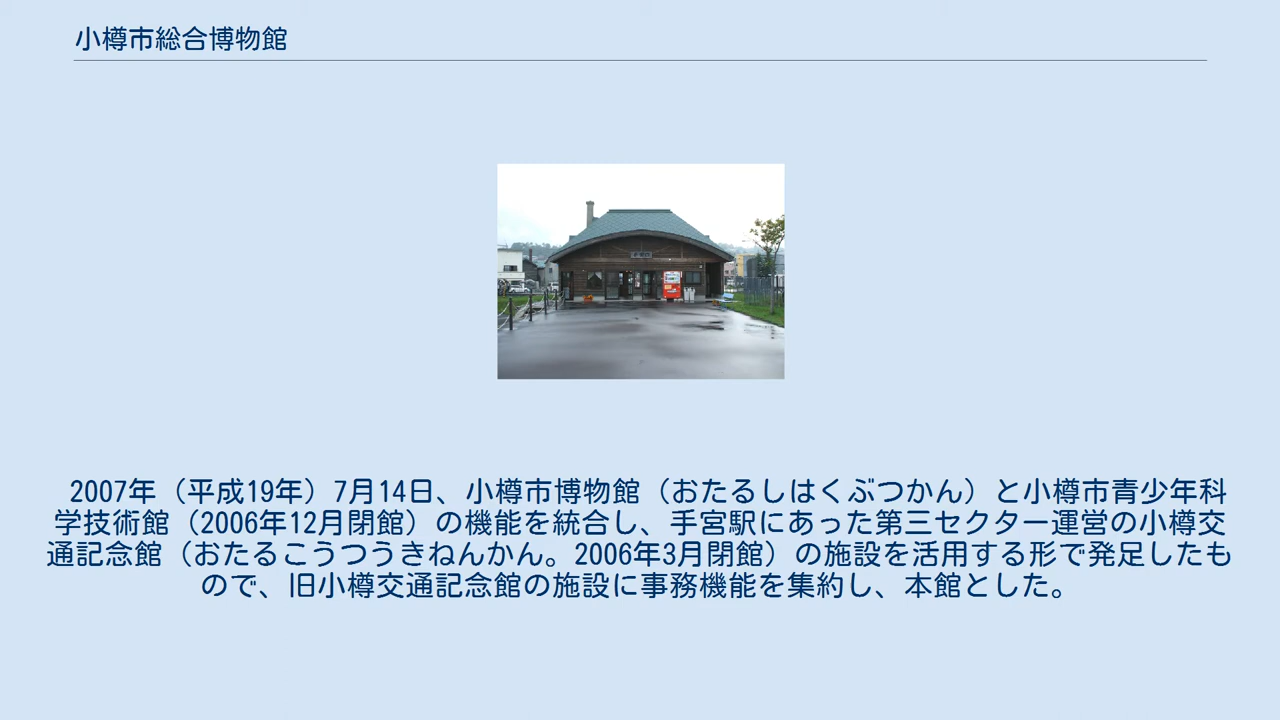 小樽市総合博物館
2007年（平成19年）7月14日、小樽市博物館（おたるしはくぶつかん）と小樽市青少年科
学技術館（2006年12月閉館）の機能を統合し、手宮駅にあった第三セクター運営の小樽交
通記念館（おたるこうつうきねんかん。2006年3月閉館）の施設を活用する形で発足したも
ので、旧小樽交通記念館の施設に事務機能を集約し、本館とした。